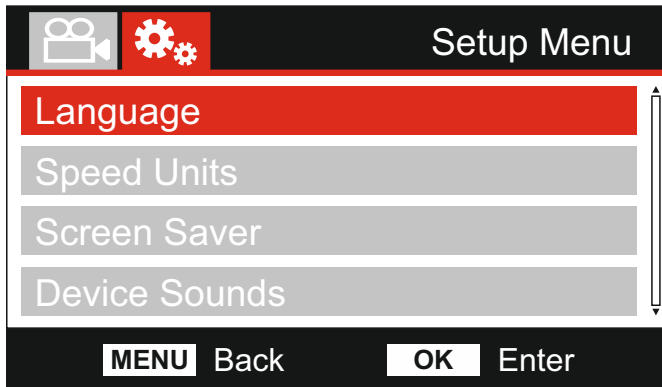 Setup Menu
Language
Speed Units
Screen Saver
Device Sounds
MENU Back OK Enter